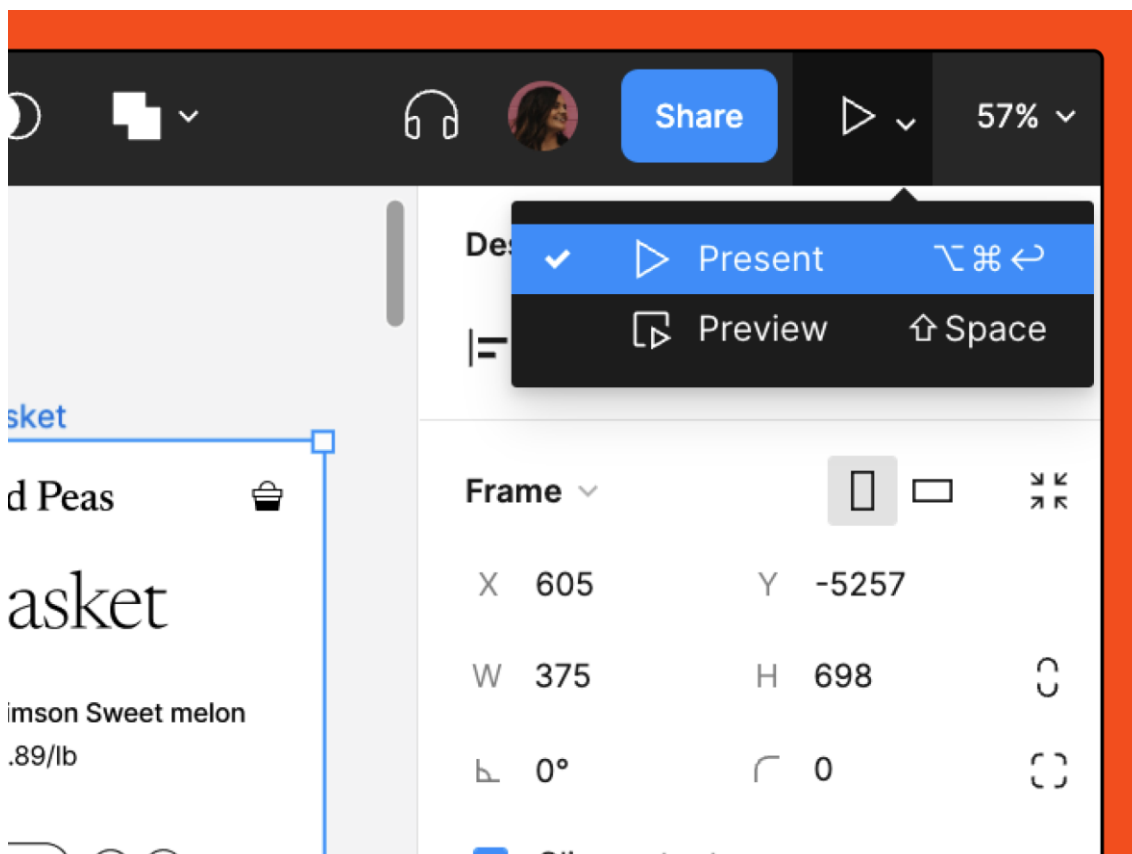 Share
57%
Present ⌥⌘↩
Preview ⇧Space
sket
d Peas
asket
imson Sweet melon
.89/lb
Frame
X 605 Y -5257
W 375 H 698
0° 0